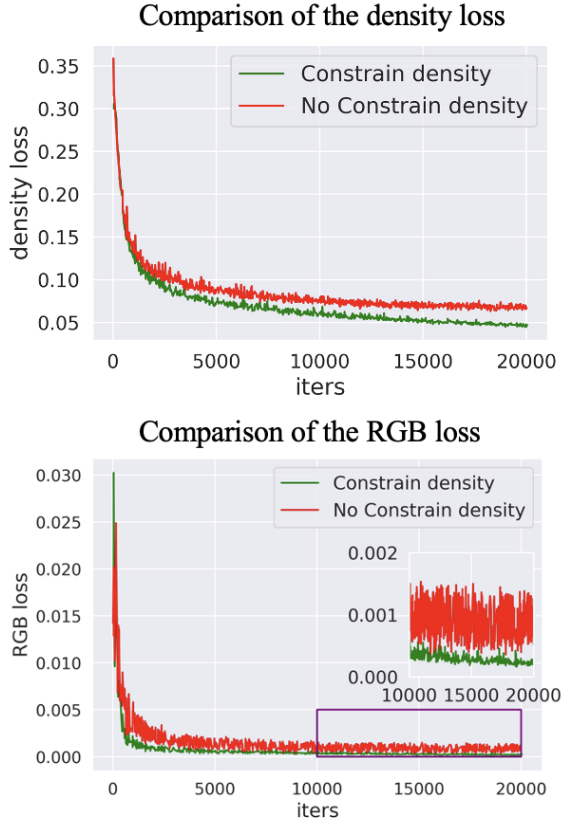 Comparison of the density loss
0.35
0.30
0.25
0.20
0.15
0.10
0.05
density loss
Constrain density
No Constrain density
0 5000 10000 15000 20000
iters
Comparison of the RGB loss
0.030
0.025
0.020
0.015
0.010
0.005
0.000
RGB loss
Constrain density
No Constrain density
0.002
0.001
0.000
10000 15000 20000
0 5000 10000 15000 20000
iters